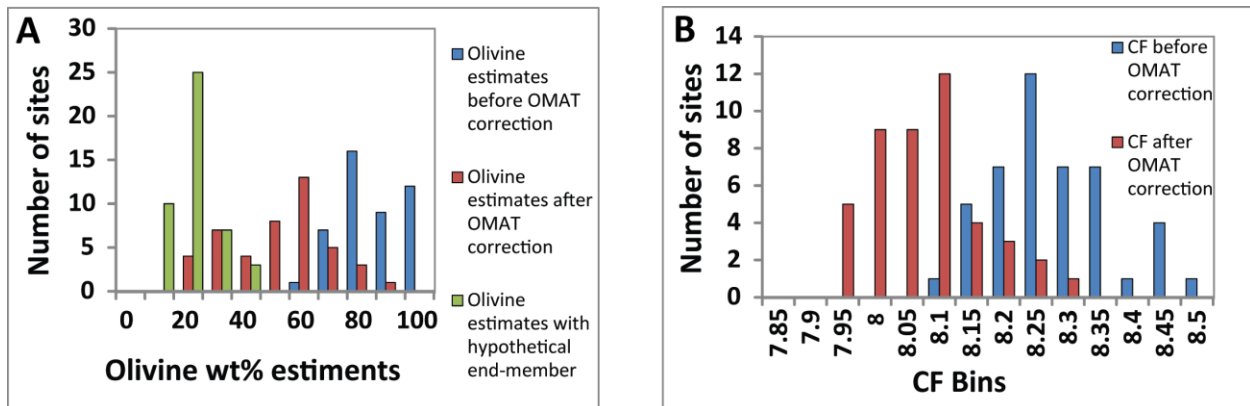 A
Number of sites
30
25
20
15
10
5
0
0 20 40 60 80 100
Olivine wt% estiments
Olivine
estimates
before OMAT
correction
Olivine
estimates after
OMAT
correction
Olivine
estimates with
hypothetical
end-member
B
Number of sites
14
12
10
8
6
4
2
0
7.85
7.9
7.95
8
8.05
8.1
8.15
8.2
8.25
8.3
8.35
8.4
8.45
8.5
CF Bins
CF before
OMAT
correction
CF after
OMAT
correction